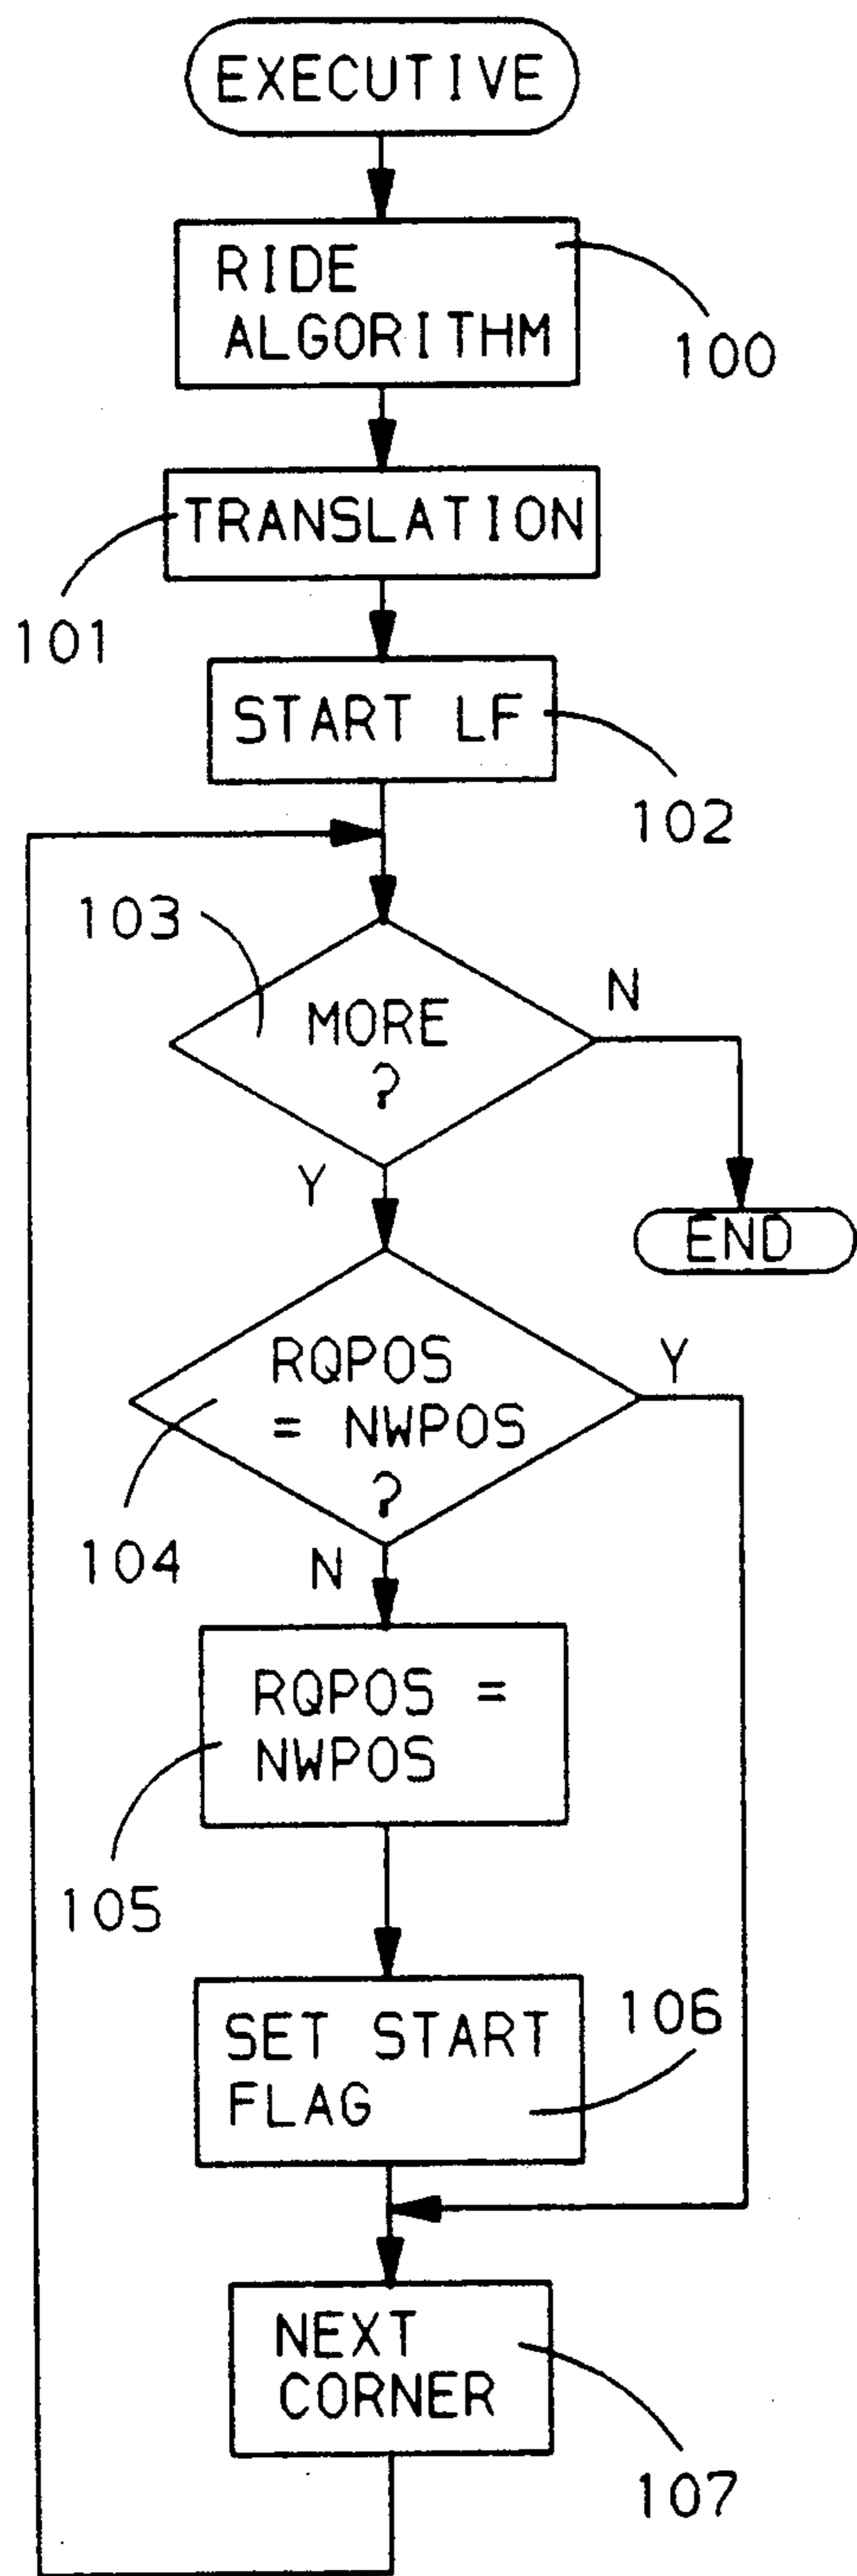 EXECUTIVE
RIDE
ALGORITHM
100
TRANSLATION
101
START LF
102
103
MORE
?
N
Y
END
RQPOS
= NWPOS
?
Y
104
N
RQPOS =
NWPOS
105
SET START
FLAG
106
NEXT
CORNER
107